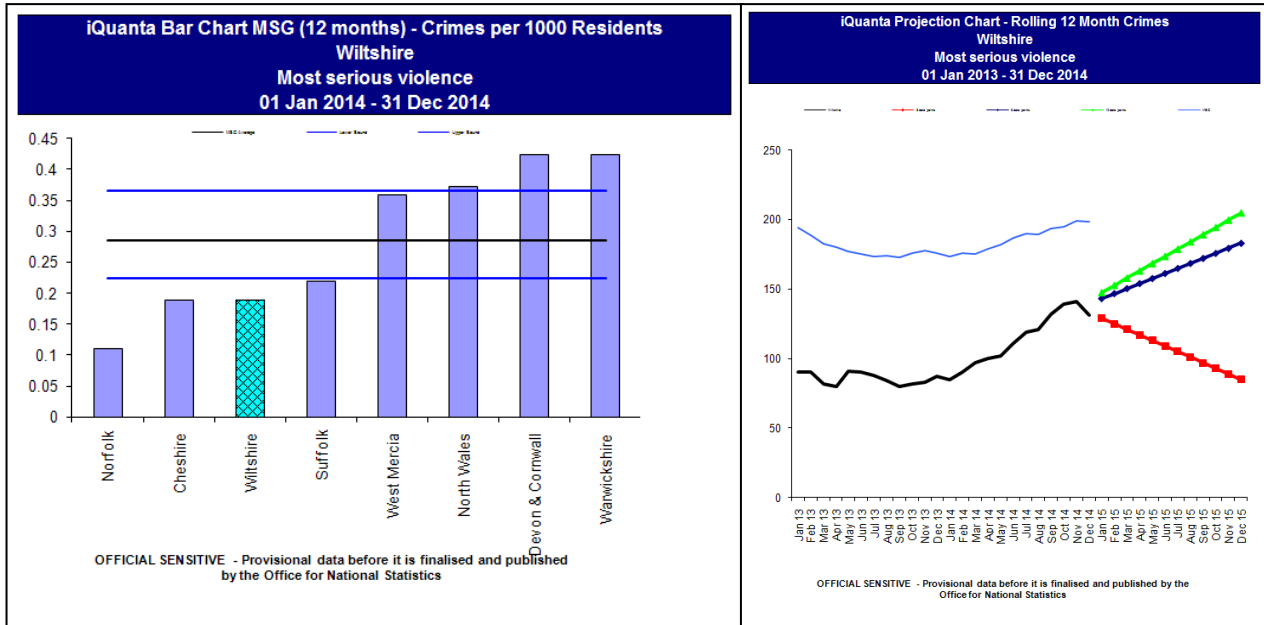 iQuanta Bar Chart MSG (12 months) - Crimes per 1000 Residents
Wiltshire
Most serious violence
01 Jan 2014 - 31 Dec 2014
MSG Average
Lower Bound
Upper Bound
0.45
0.4
0.35
0.3
0.25
0.2
0.15
0.1
0.05
0
Norfolk
Cheshire
Wiltshire
Suffolk
West Mercia
North Wales
Devon & Cornwall
Warwickshire
OFFICIAL SENSITIVE - Provisional data before it is finalised and published
by the Office for National Statistics
iQuanta Projection Chart - Rolling 12 Month Crimes
Wiltshire
Most serious violence
01 Jan 2013 - 31 Dec 2014
MSG
250
200
150
100
50
0
Jan 13
Feb 13
Mar 13
Apr 13
May 13
Jun 13
Jul 13
Aug 13
Sep 13
Oct 13
Nov 13
Dec 13
Jan 14
Feb 14
Mar 14
Apr 14
May 14
Jun 14
Jul 14
Aug 14
Sep 14
Oct 14
Nov 14
Dec 14
Jan 15
Feb 15
Mar 15
Apr 15
May 15
Jun 15
Jul 15
Aug 15
Sep 15
Oct 15
Nov 15
Dec 15
OFFICIAL SENSITIVE - Provisional data before it is finalised and published by the
Office for National Statistics